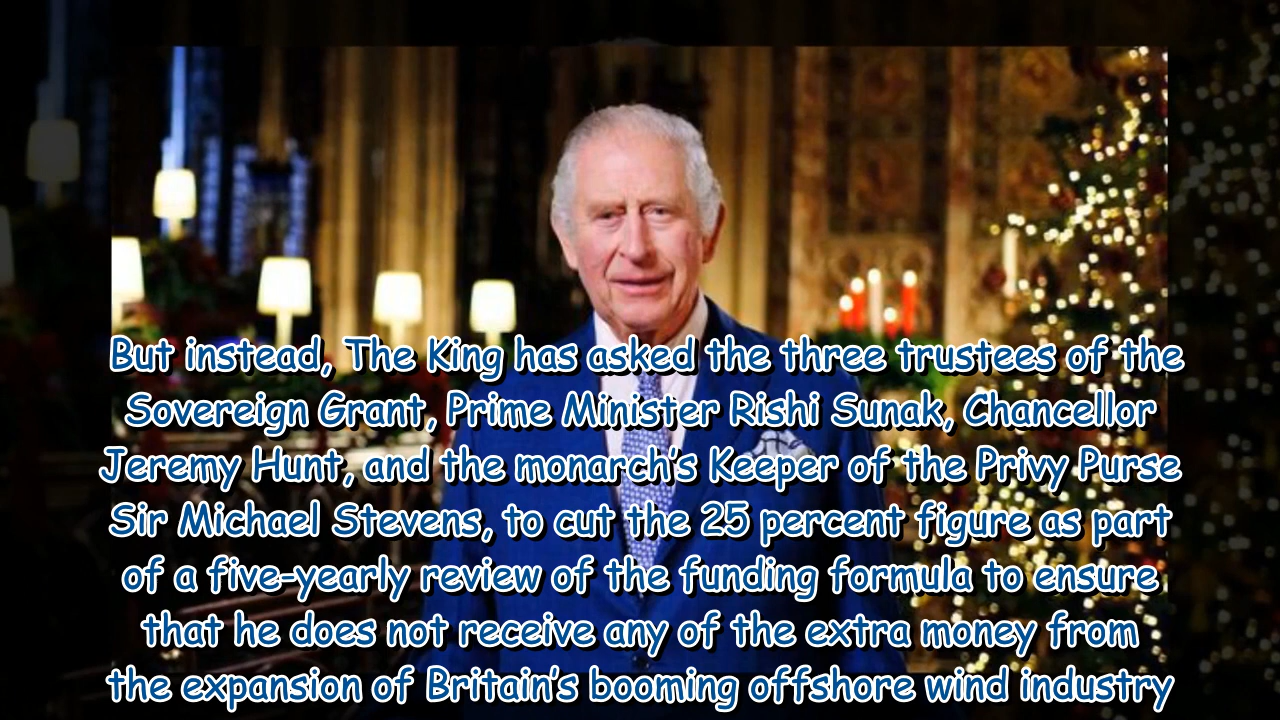 But instead, The King has asked the three trustees of the
Sovereign Grant, Prime Minister Rishi Sunak, Chancellor
Jeremy Hunt, and the monarch's Keeper of the Privy Purse
Sir Michael Stevens, to cut the 25 percent figure as part
of a five-yearly review of the funding formula to ensure
that he does not receive any of the extra money from
the expansion of Britain's booming offshore wind industry